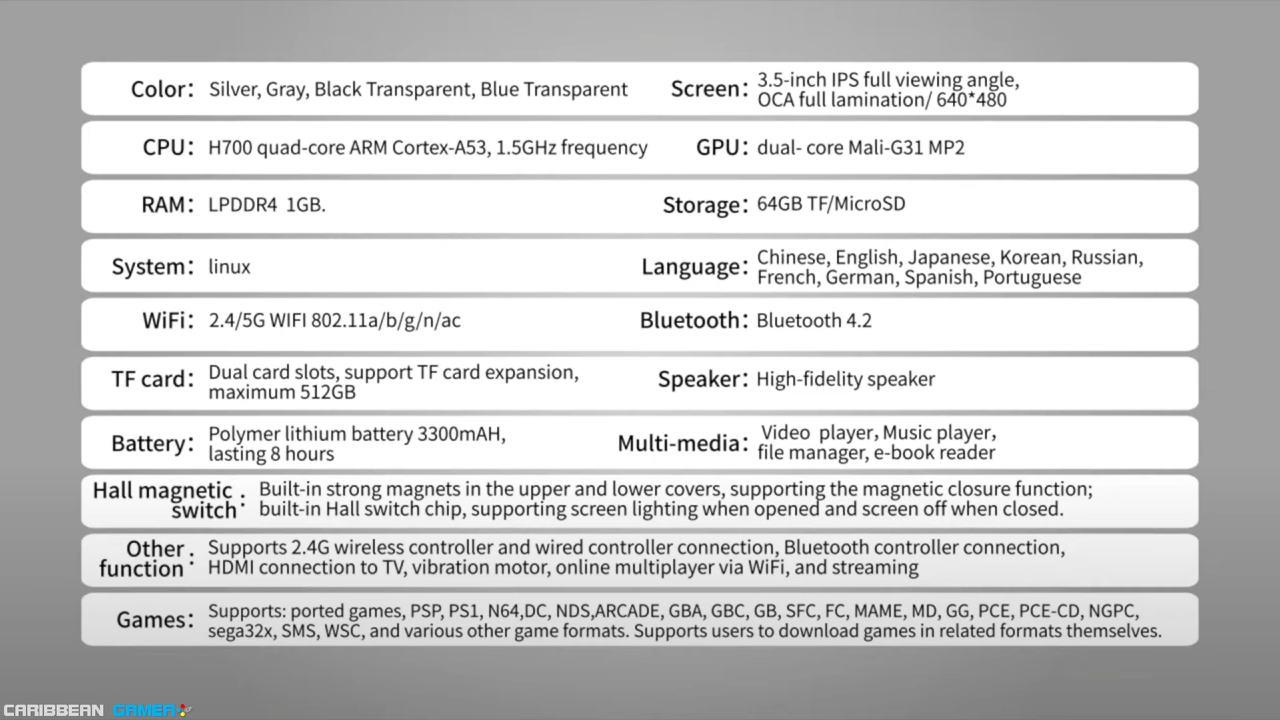 Color: Silver, Gray, Black Transparent, Blue Transparent
Screen: 3.5-inch IPS full viewing angle,
OCA full lamination/ 640*480
CPU: H700 quad-core ARM Cortex-A53, 1.5GHz frequency
GPU: dual- core Mali-G31 MP2
RAM: LPDDR4 1GB.
Storage: 64GB TF/MicroSD
System: linux
Language: Chinese, English, Japanese, Korean, Russian,
French, German, Spanish, Portuguese
WiFi: 2.4/5G WIFI 802.11a/b/g/n/ac
Bluetooth: Bluetooth 4.2
TF card: Dual card slots, support TF card expansion,
maximum 512GB
Speaker: High-fidelity speaker
Battery: Polymer lithium battery 3300mAH,
lasting 8 hours
Multi-media: Video player, Music player,
file manager, e-book reader
Hall magnetic
switch: Built-in strong magnets in the upper and lower covers, supporting the magnetic closure function;
built-in Hall switch chip, supporting screen lighting when opened and screen off when closed.
Other
function: Supports 2.4G wireless controller and wired controller connection, Bluetooth controller connection,
HDMI connection to TV, vibration motor, online multiplayer via WiFi, and streaming
Games: Supports: ported games, PSP, PS1, N64,DC, NDS,ARCADE, GBA, GBC, GB, SFC, FC, MAME, MD, GG, PCE, PCE-CD, NGPC,
sega32x, SMS, WSC, and various other game formats. Supports users to download games in related formats themselves.
CARIBBEAN GAMER